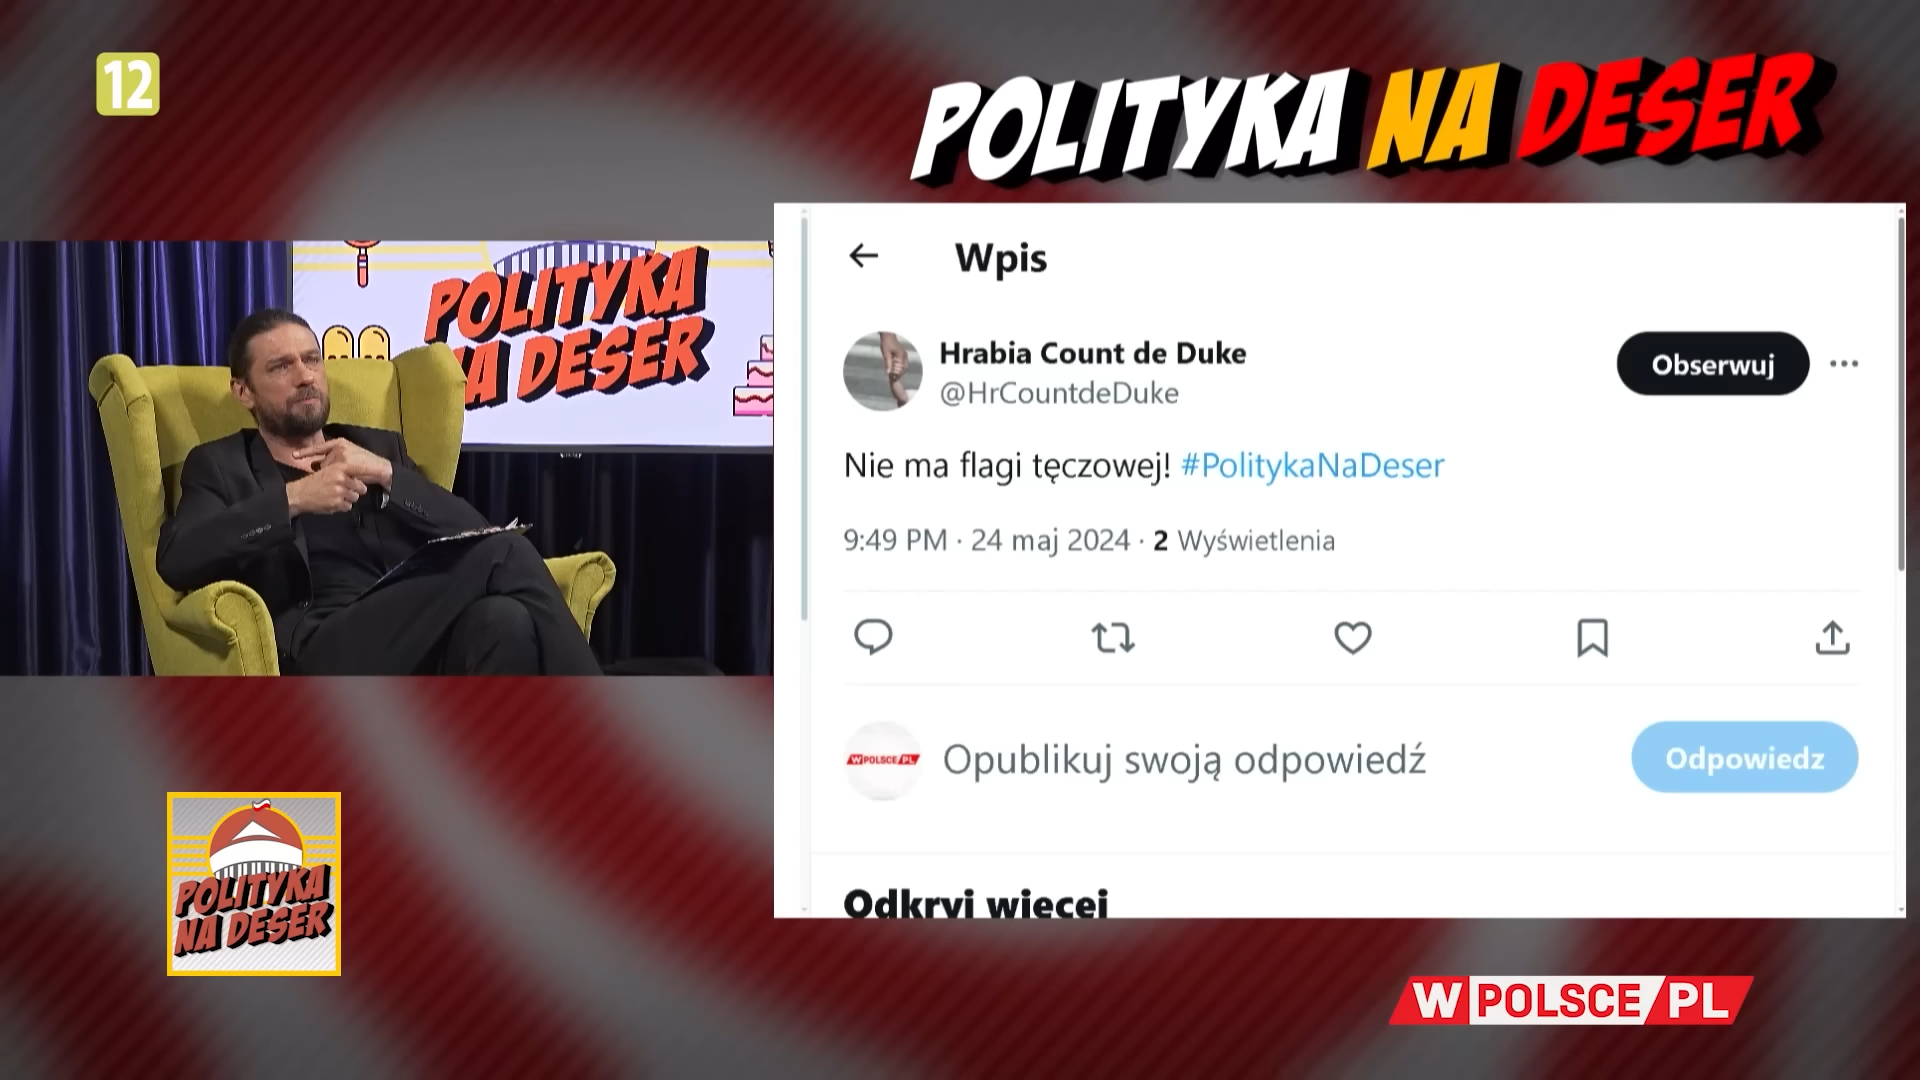 12
POLITYKA NA DESER
POLITYKA
NA DESER
Wpis
Hrabia Count de Duke
@HrCountdeDuke
Obserwuj
Nie ma flagi tęczowej! #PolitykaNaDeser
9:49 PM · 24 maj 2024 · 2 Wyświetlenia
WPOLSCE/PL
Opublikuj swoją odpowiedź
Odpowiedz
Odkryj więcej
POLITYKA
NA DESER
W POLSCE/PL